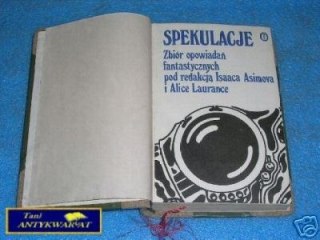 SPEKULACJE
Zbiór opowiadań
fantastycznych
pod redakcją Isaaca Asimova
i Alice Laurance
Tani
ANTYKWARIAT